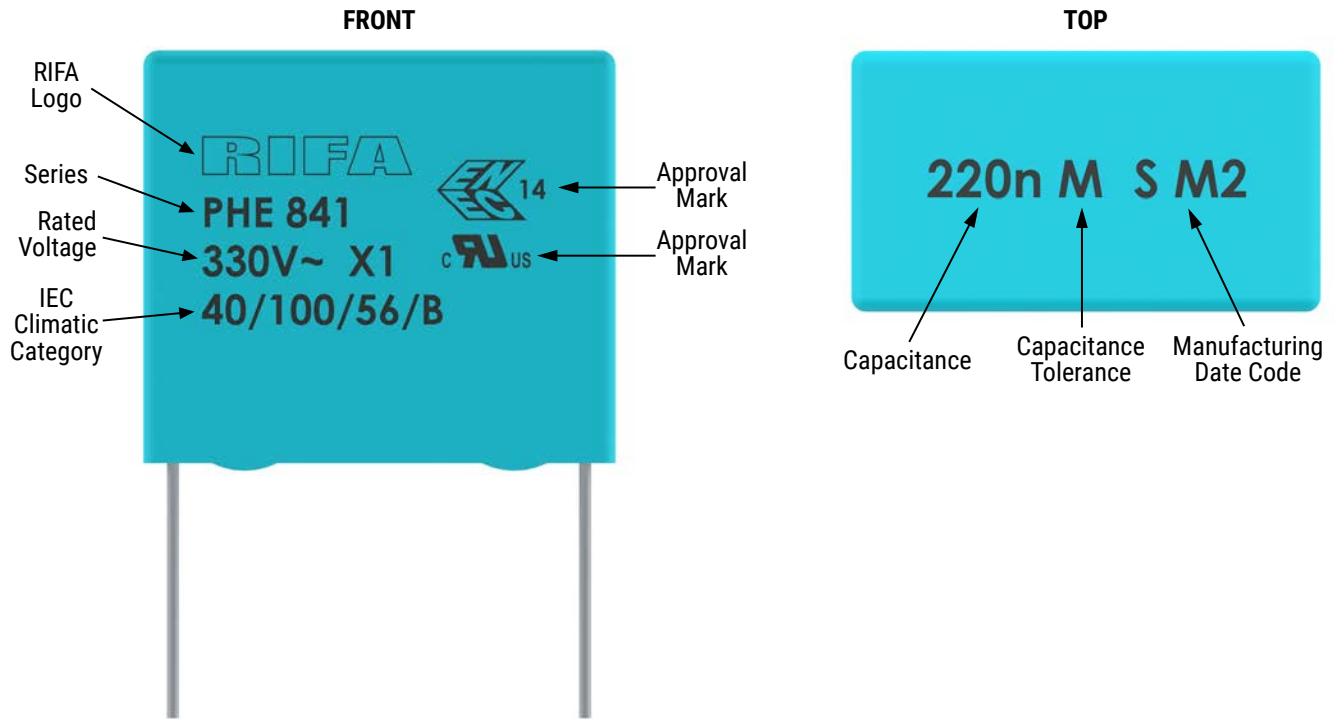 FRONT
RIFA
Logo
Series
Rated
Voltage
IEC
Climatic
Category
RIFA
PHE 841
330V~ X1
40/100/56/B
EN
EC
14
c RU US
Approval
Mark
Approval
Mark
TOP
220n M S M2
Capacitance
Capacitance
Tolerance
Manufacturing
Date Code